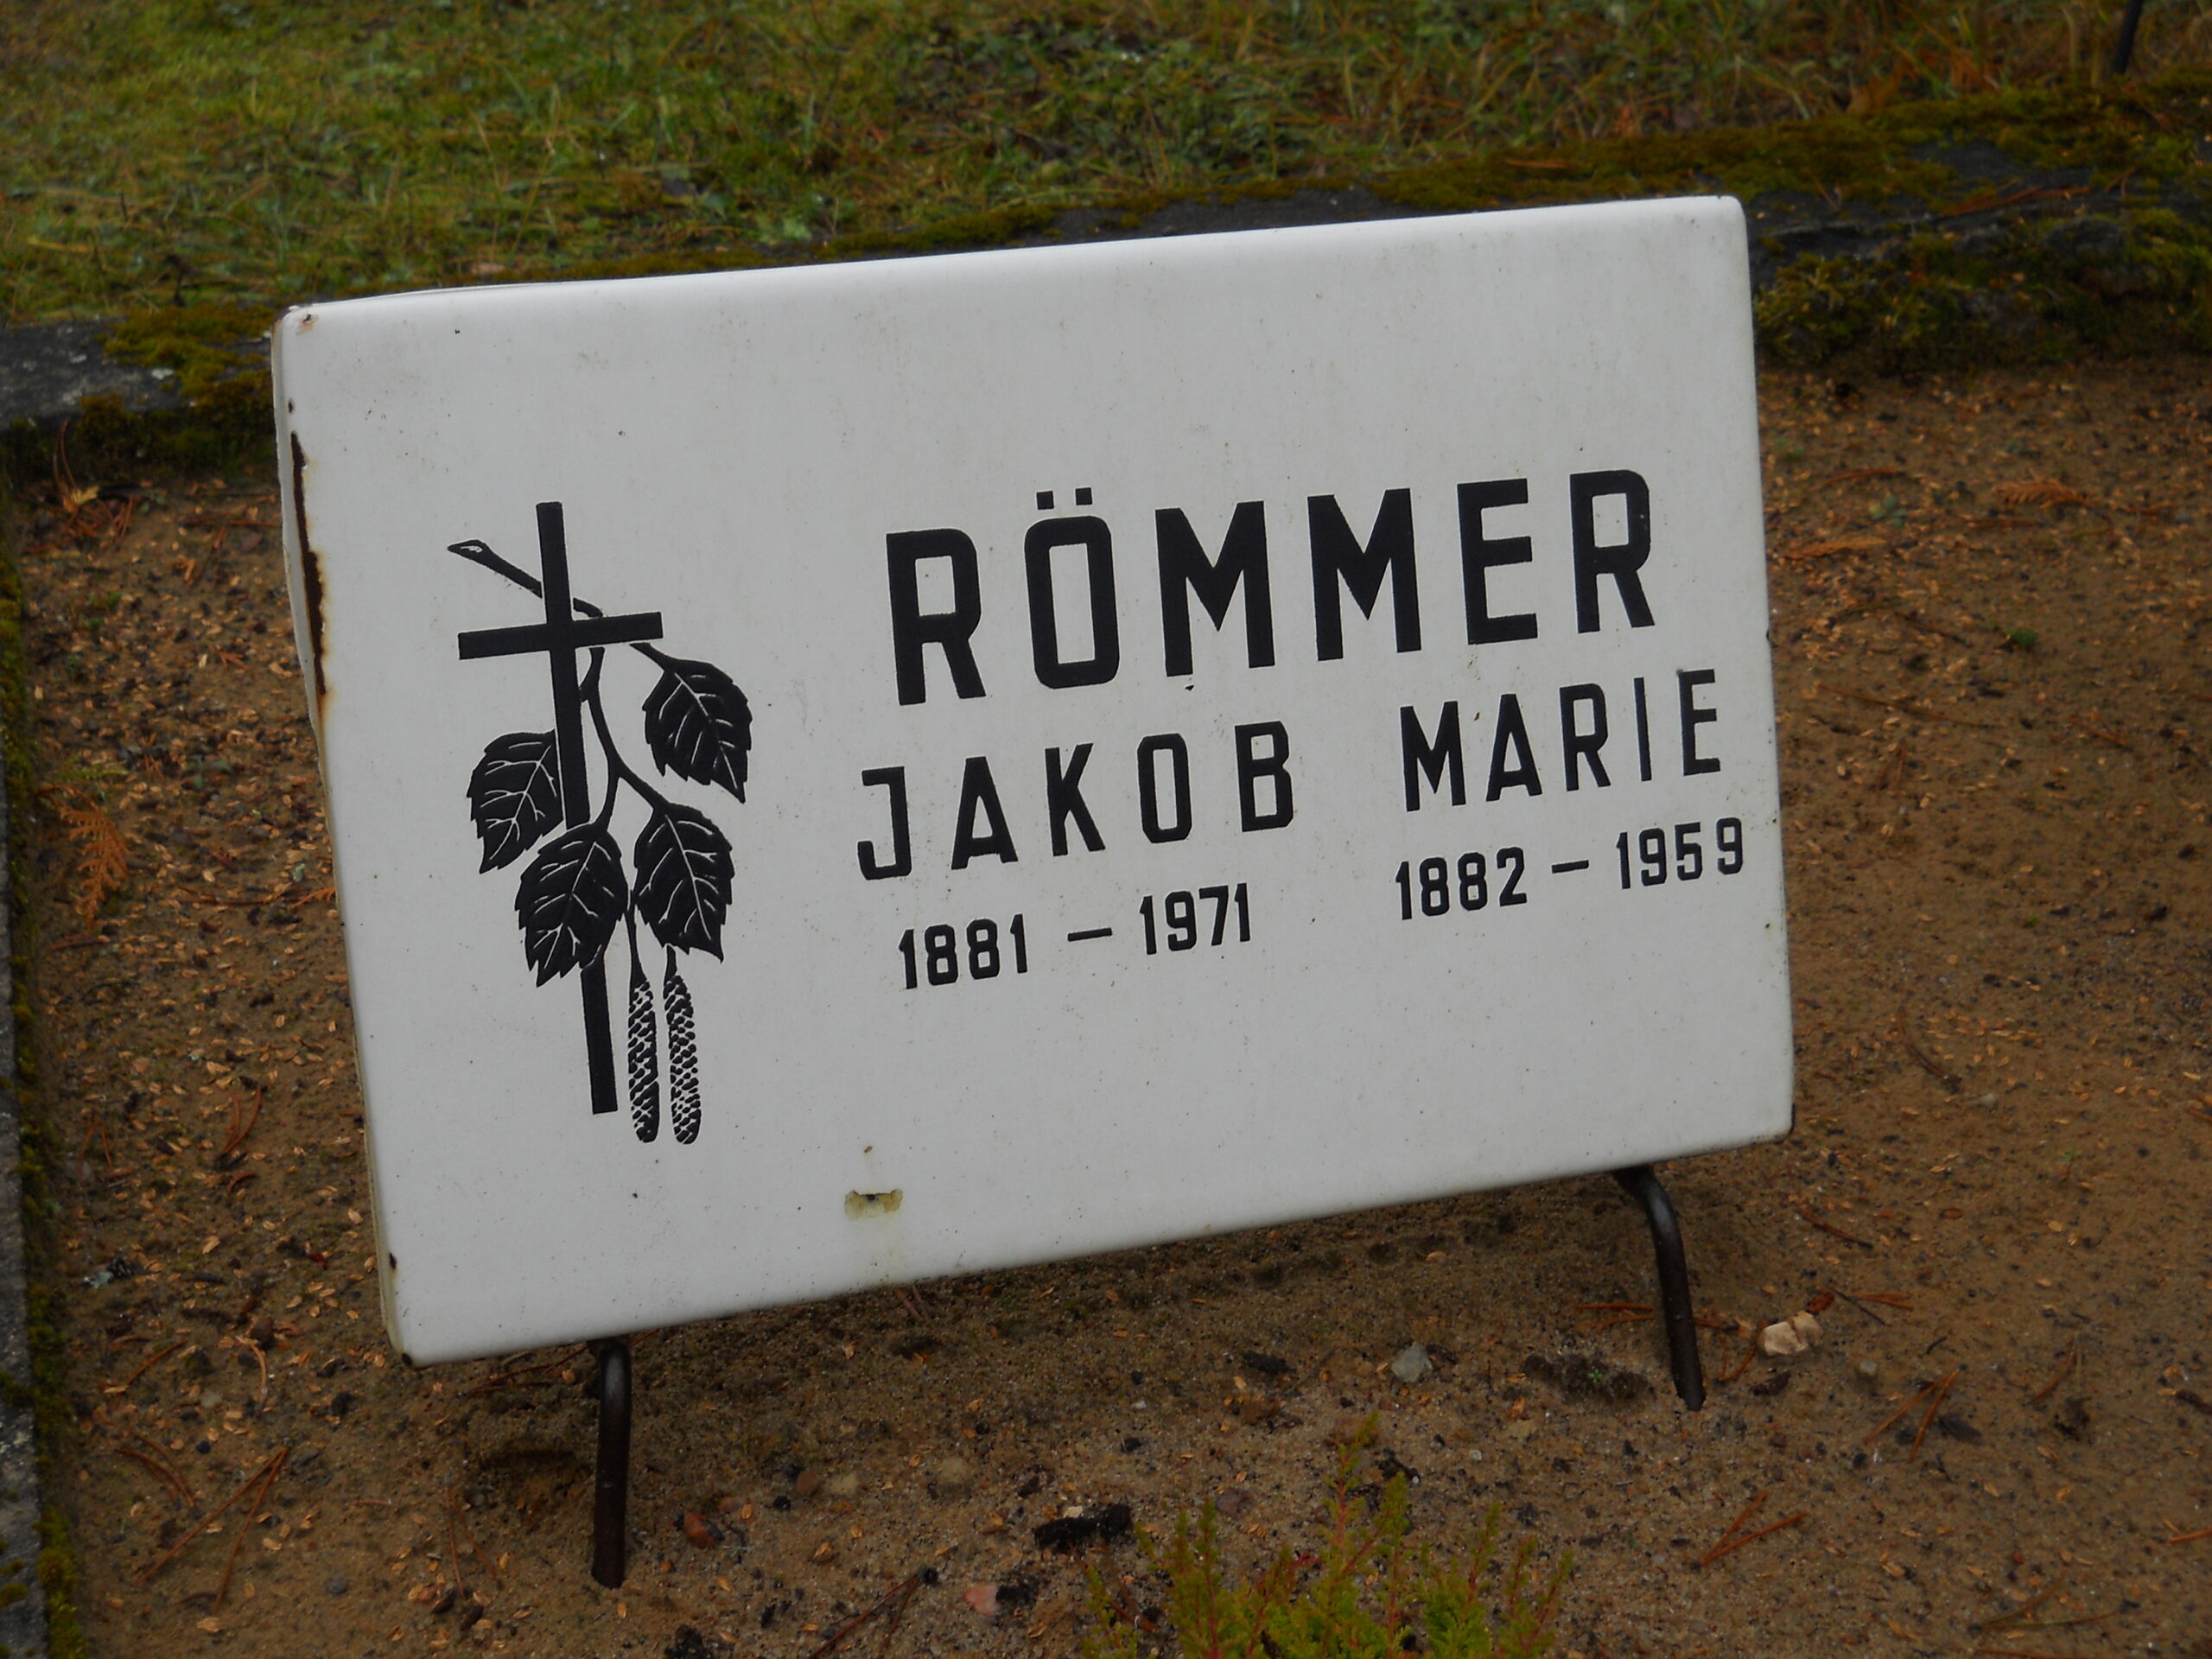 RÖMMER
JAKOB MARIE
1881 – 1971 1882 – 1959